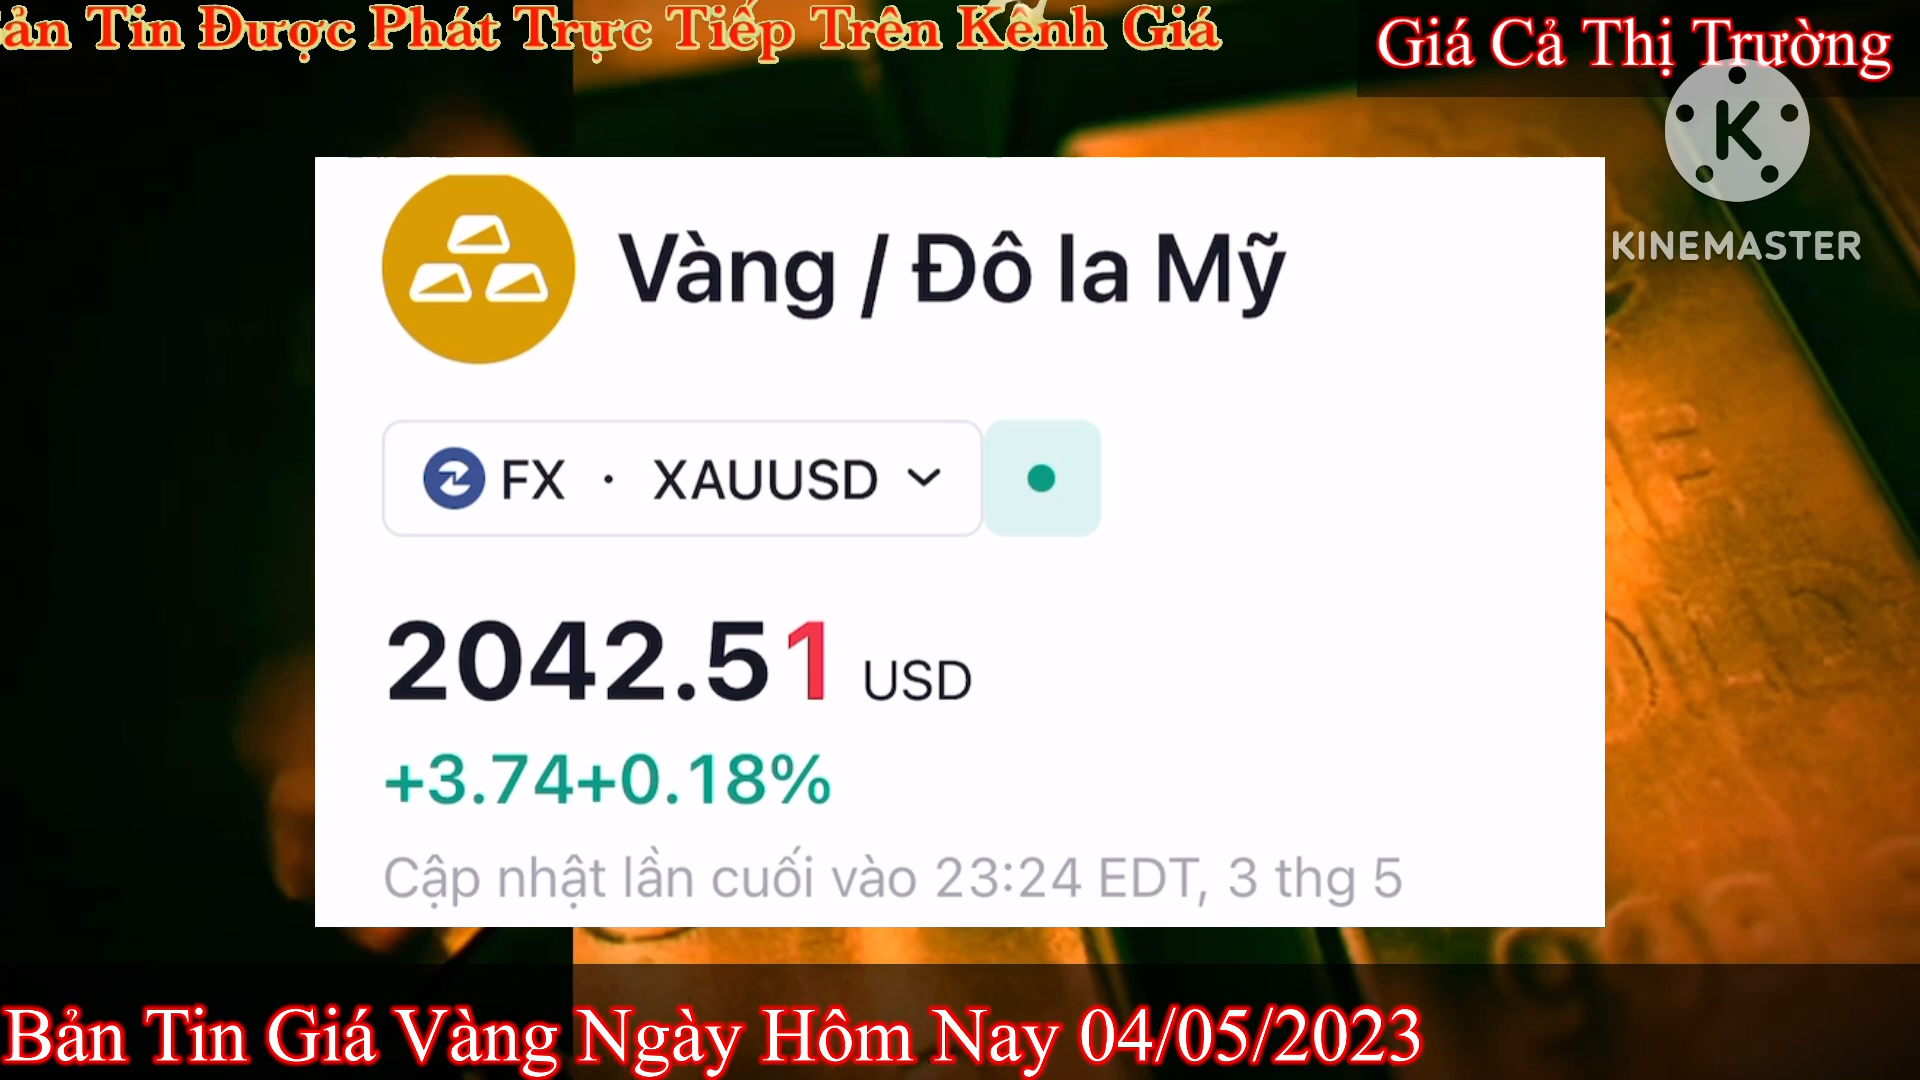 ản Tin Được Phát Trực Tiếp Trên Kênh Giá
Giá Cả Thị Trường
K
KINEMASTER
Vàng / Đô la Mỹ
FX · XAUUSD
2042.51 USD
+3.74+0.18%
Cập nhật lần cuối vào 23:24 EDT, 3 thg 5
Bản Tin Giá Vàng Ngày Hôm Nay 04/05/2023